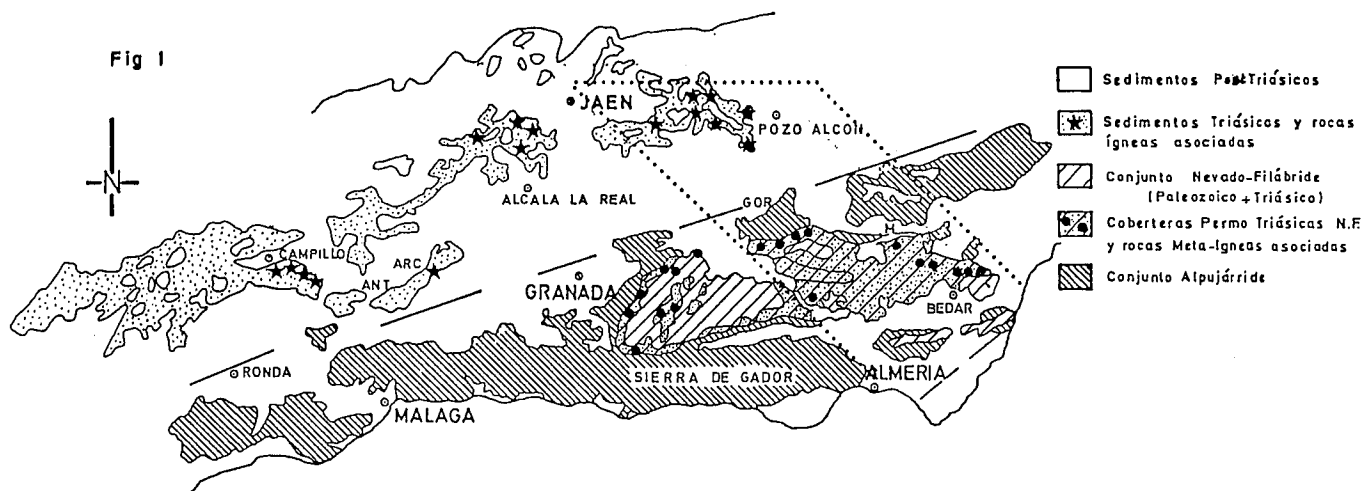 Fig 1
N
JAEN
POZO ALCON
ALCALA LA REAL
GOR
CAMPILLO
ARC
ANT
GRANADA
M
BEDAR
RONDA
SIERRA DE GADOR
ALMERIA
MALAGA
Sedimentos PostTriásicos
Sedimentos Triásicos y rocas
ígneas asociadas
Conjunto Nevado-Filábride
(Paleozoico + Triásico)
Coberteras Permo Triásicas N.F.
y rocas Meta-Igneas asociadas
Conjunto Alpujárride